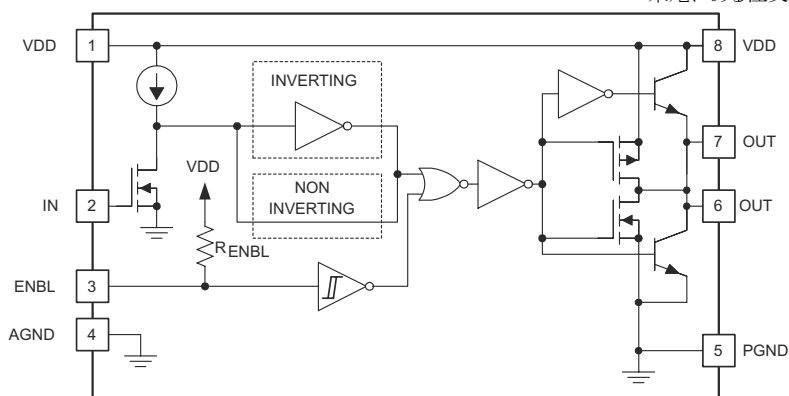 VDD 1
8 VDD
INVERTING
7 OUT
VDD
NON
INVERTING
IN 2
6 OUT
RENBL
ENBL 3
AGND 4
5 PGND